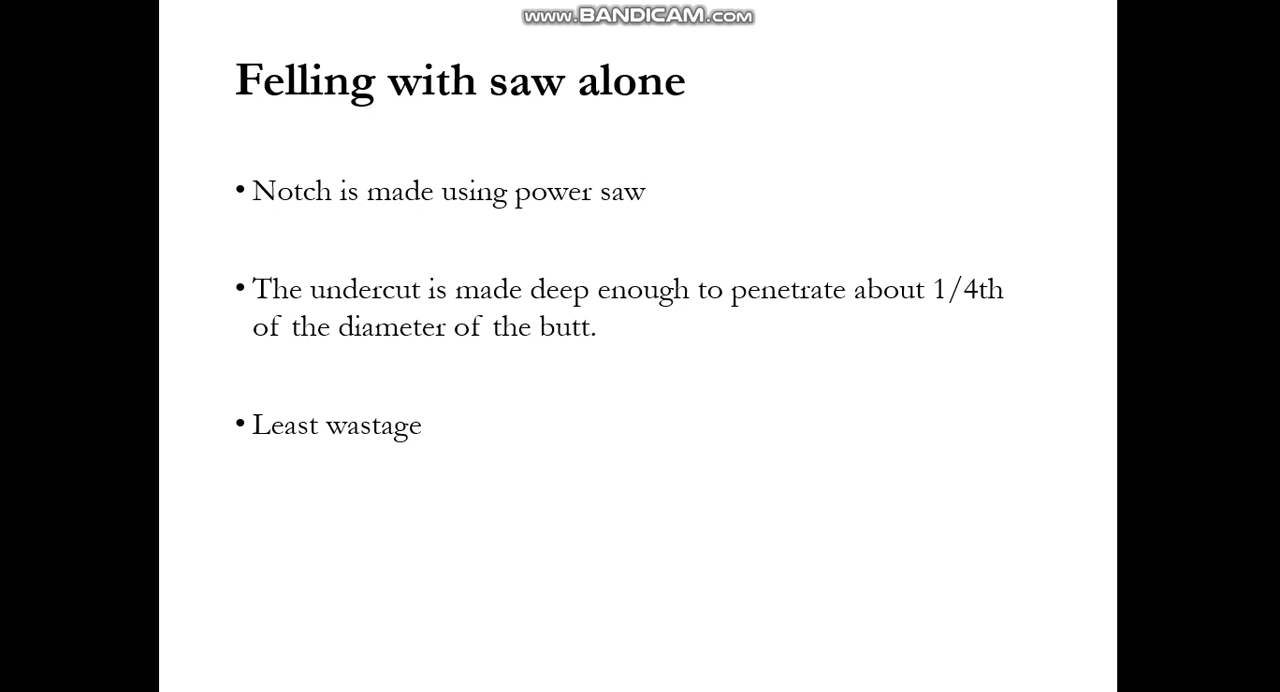 www.BANDICAM.com
Felling with saw alone
• Notch is made using power saw
• The undercut is made deep enough to penetrate about 1/4th
of the diameter of the butt.
• Least wastage